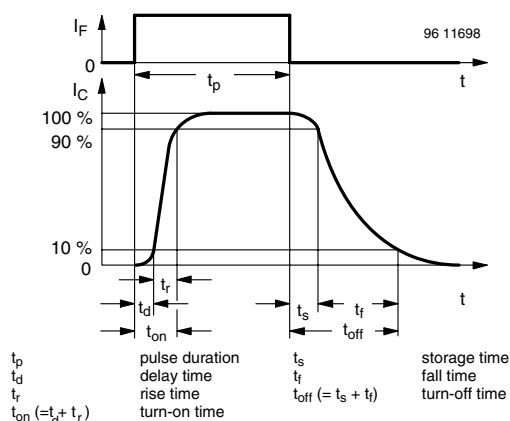 I_F
96 11698
0
t_p
t
I_C
100 %
90 %
10 %
0
t_r
t_d
t_on
t_s
t_f
t_off
t
t_p pulse duration t_s storage time
t_d delay time t_f fall time
t_r rise time t_off (= t_s + t_f) turn-off time
t_on (=t_d+ t_r) turn-on time